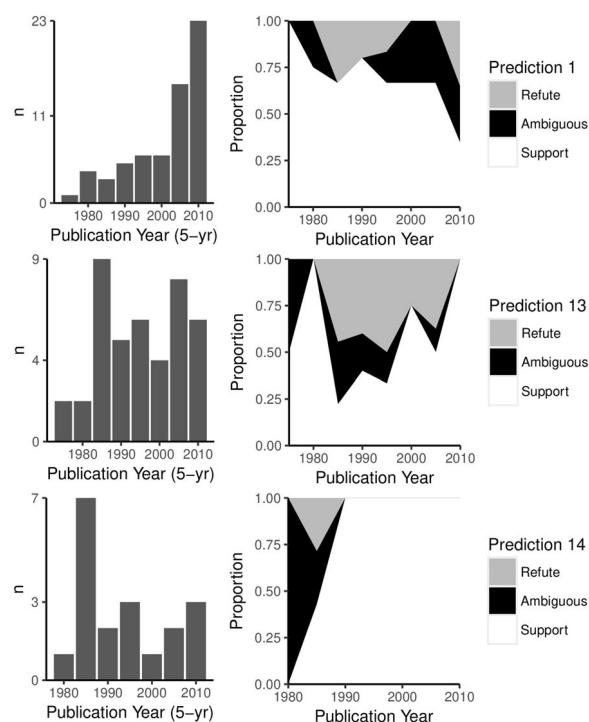 23
11
0
n
1980 1990 2000 2010
Publication Year (5-yr)
1.00
0.75
0.50
0.25
0.00
Proportion
1980 1990 2000 2010
Publication Year
Prediction 1
Refute
Ambiguous
Support
9
4
0
n
1980 1990 2000 2010
Publication Year (5-yr)
1.00
0.75
0.50
0.25
0.00
Proportion
1980 1990 2000 2010
Publication Year
Prediction 13
Refute
Ambiguous
Support
7
3
0
n
1980 1990 2000 2010
Publication Year (5-yr)
1.00
0.75
0.50
0.25
0.00
Proportion
1980 1990 2000 2010
Publication Year
Prediction 14
Refute
Ambiguous
Support